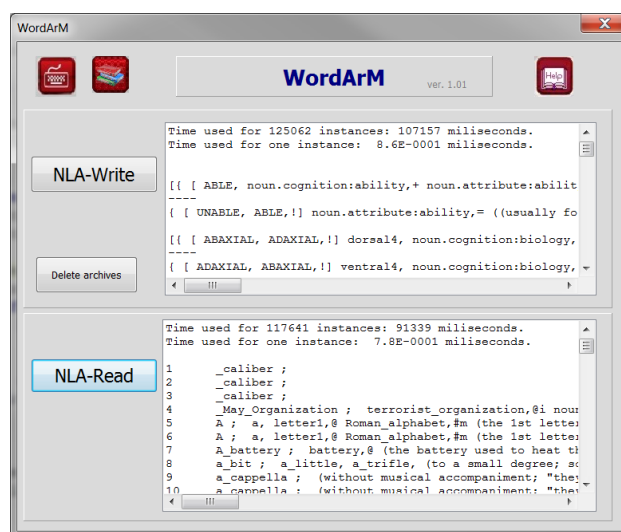 WordArM
WordArM ver. 1.01
Help
NLA-Write
Delete archives
Time used for 125062 instances: 107157 miliseconds.
Time used for one instance:  8.6E-0001 miliseconds.
[{ [ ABLE, noun.cognition:ability,+ noun.attribute:abilit
----
{ [ UNABLE, ABLE,!] noun.attribute:ability,= ((usually fo
[{ [ ABAXIAL, ADAXIAL,!] dorsal4, noun.cognition:biology,
----
{ [ ADAXIAL, ABAXIAL,!] ventral4, noun.cognition:biology,
NLA-Read
Time used for 117641 instances: 91339 miliseconds.
Time used for one instance:  7.8E-0001 miliseconds.
1 _caliber ;
2 _caliber ;
3 _caliber ;
4 _May_Organization ;  terrorist_organization,@i noun
5 A ;  a, letter1,@ Roman_alphabet,#m (the 1st letter
6 A ;  a, letter1,@ Roman_alphabet,#m (the 1st letter
7 A_battery ;  battery,@ (the battery used to heat th
8 a_bit ;  a_little, a_trifle, (to a small degree; so
9 a_cappella ;  (without musical accompaniment; "they
10 a_cappella ;  (without musical accompaniment; "they